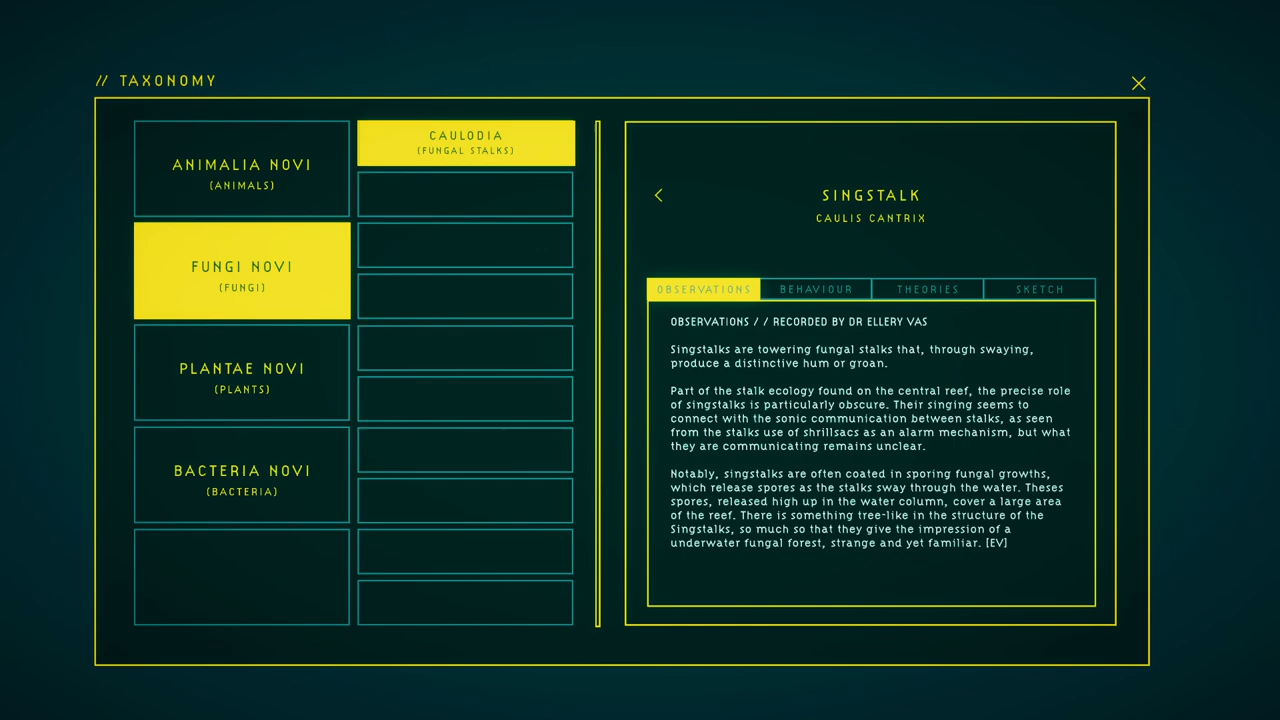 // TAXONOMY
ANIMALIA NOVI
(ANIMALS)
FUNGI NOVI
(FUNGI)
PLANTAE NOVI
(PLANTS)
BACTERIA NOVI
(BACTERIA)
CAULODIA
(FUNGAL STALKS)
SINGSTALK
CAULIS CANTRIX
OBSERVATIONS
BEHAVIOUR
THEORIES
SKETCH
OBSERVATIONS / / RECORDED BY DR ELLERY VAS
Singstalks are towering fungal stalks that, through swaying,
produce a distinctive hum or groan.
Part of the stalk ecology found on the central reef, the precise role
of singstalks is particularly obscure. Their singing seems to
connect with the sonic communication between stalks, as seen
from the stalks use of shrillsacs as an alarm mechanism, but what
they are communicating remains unclear.
Notably, singstalks are often coated in sporing fungal growths,
which release spores as the stalks sway through the water. Theses
spores, released high up in the water column, cover a large area
of the reef. There is something tree-like in the structure of the
Singstalks, so much so that they give the impression of a
underwater fungal forest, strange and yet familiar. [EV]